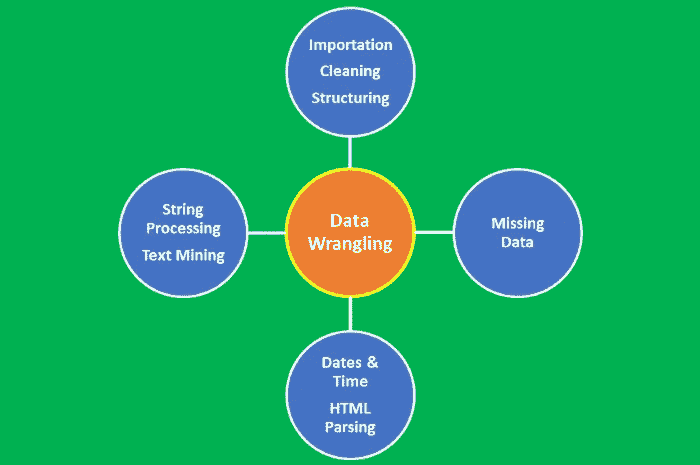 Importation
Cleaning
Structuring
String
Processing
Text Mining
Data
Wrangling
Missing
Data
Dates &
Time
HTML
Parsing